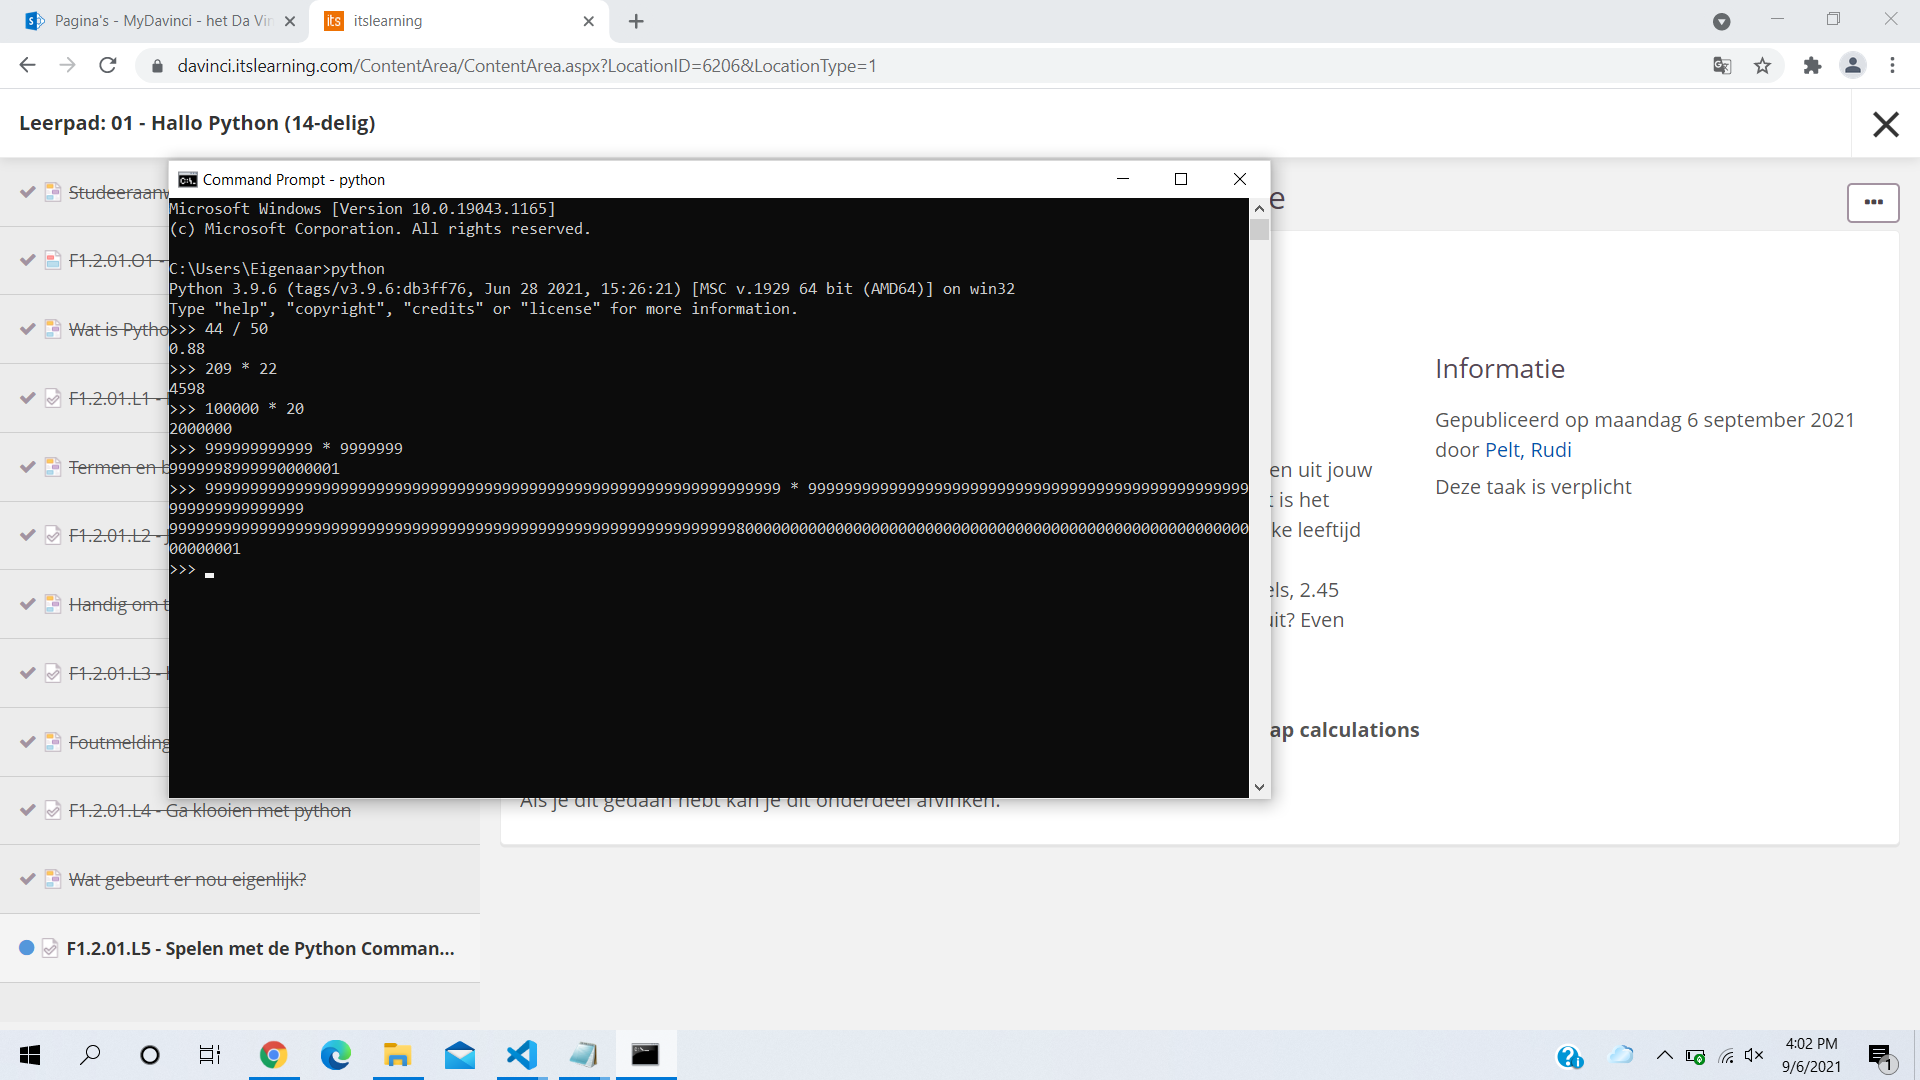 Pagina's - MyDavinci - het Da Vin
itslearning
davinci.itslearning.com/ContentArea/ContentArea.aspx?LocationID=6206&LocationType=1
Leerpad: 01 - Hallo Python (14-delig)
Studeeraanw
F1.2.01.O1 -
Wat is Pytho
F1.2.01.L1 -
Termen en b
F1.2.01.L2 -
Handig om t
F1.2.01.L3 -
Foutmelding
F1.2.01.L4 - Ga klooien met python
Wat gebeurt er nou eigenlijk?
F1.2.01.L5 - Spelen met de Python Comman...
Command Prompt - python
Microsoft Windows [Version 10.0.19043.1165]
(c) Microsoft Corporation. All rights reserved.
C:\Users\Eigenaar>python
Python 3.9.6 (tags/v3.9.6:db3ff76, Jun 28 2021, 15:26:21) [MSC v.1929 64 bit (AMD64)] on win32
Type "help", "copyright", "credits" or "license" for more information.
>>> 44 / 50
0.88
>>> 209 * 22
4598
>>> 100000 * 20
2000000
>>> 999999999999 * 9999999
9999998999990000001
>>> 9999999999999999999999999999999999999999999999999999999999999999 * 9999999999999999999999999999999999999999999999999
999999999999999
999999999999999999999999999999999999999999999999999999999999999800000000000000000000000000000000000000000000000000000000
00000001
>>>
e
en uit jouw
t is het
ke leeftijd
els, 2.45
uit? Even
ap calculations
Als je dit gedaan hebt kan je dit onderdeel afvinken.
Informatie
Gepubliceerd op maandag 6 september 2021
door Pelt, Rudi
Deze taak is verplicht
4:02 PM
9/6/2021
1